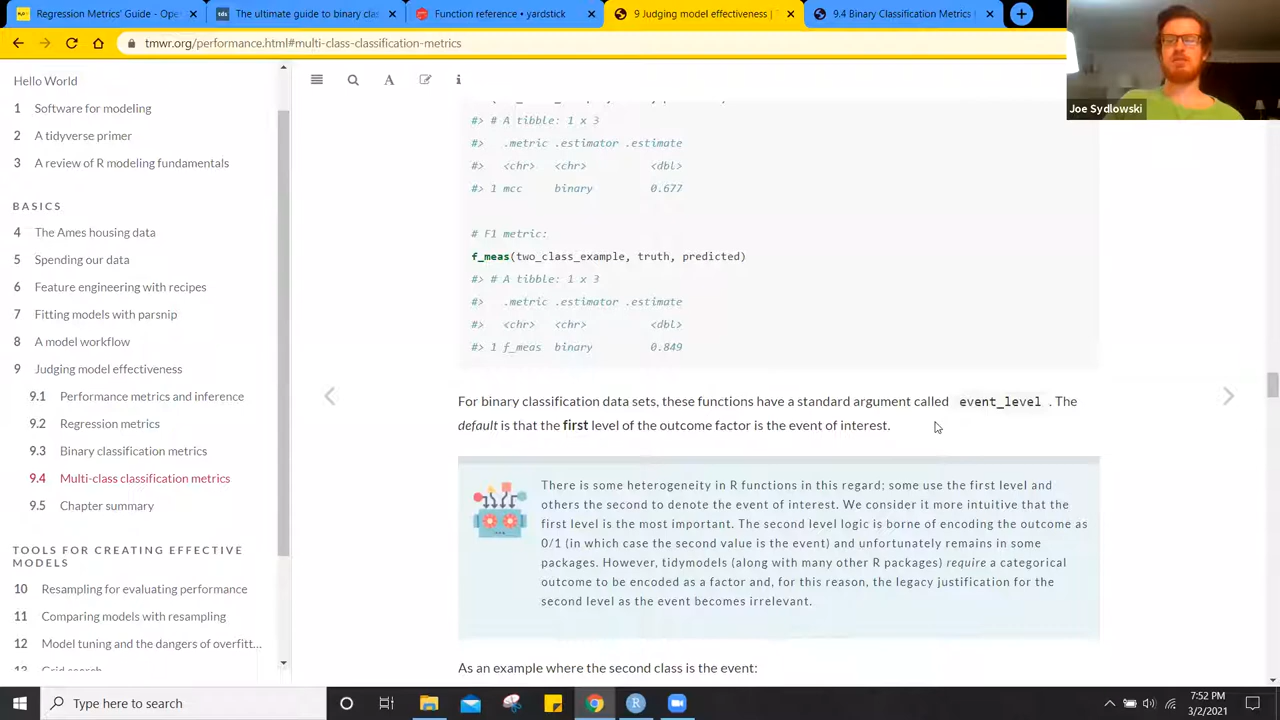 Regression Metrics' Guide - Ope
The ultimate guide to binary clas
Function reference • yardstick
9 Judging model effectiveness |
9.4 Binary Classification Metrics
tmwr.org/performance.html#multi-class-classification-metrics
Joe Sydlowski
Hello World
1 Software for modeling
2 A tidyverse primer
3 A review of R modeling fundamentals
BASICS
4 The Ames housing data
5 Spending our data
6 Feature engineering with recipes
7 Fitting models with parsnip
8 A model workflow
9 Judging model effectiveness
9.1 Performance metrics and inference
9.2 Regression metrics
9.3 Binary classification metrics
9.4 Multi-class classification metrics
9.5 Chapter summary
TOOLS FOR CREATING EFFECTIVE
MODELS
10 Resampling for evaluating performance
11 Comparing models with resampling
12 Model tuning and the dangers of overfitt...
13 Grid search
#> # A tibble: 1 x 3
#> .metric .estimator .estimate
#> <chr> <chr> <dbl>
#> 1 mcc binary 0.677
# F1 metric:
f_meas(two_class_example, truth, predicted)
#> # A tibble: 1 x 3
#> .metric .estimator .estimate
#> <chr> <chr> <dbl>
#> 1 f_meas binary 0.849
For binary classification data sets, these functions have a standard argument called event_level . The
default is that the first level of the outcome factor is the event of interest.
There is some heterogeneity in R functions in this regard; some use the first level and
others the second to denote the event of interest. We consider it more intuitive that the
first level is the most important. The second level logic is borne of encoding the outcome as
0/1 (in which case the second value is the event) and unfortunately remains in some
packages. However, tidymodels (along with many other R packages) require a categorical
outcome to be encoded as a factor and, for this reason, the legacy justification for the
second level as the event becomes irrelevant.
As an example where the second class is the event:
Type here to search
7:52 PM
3/2/2021